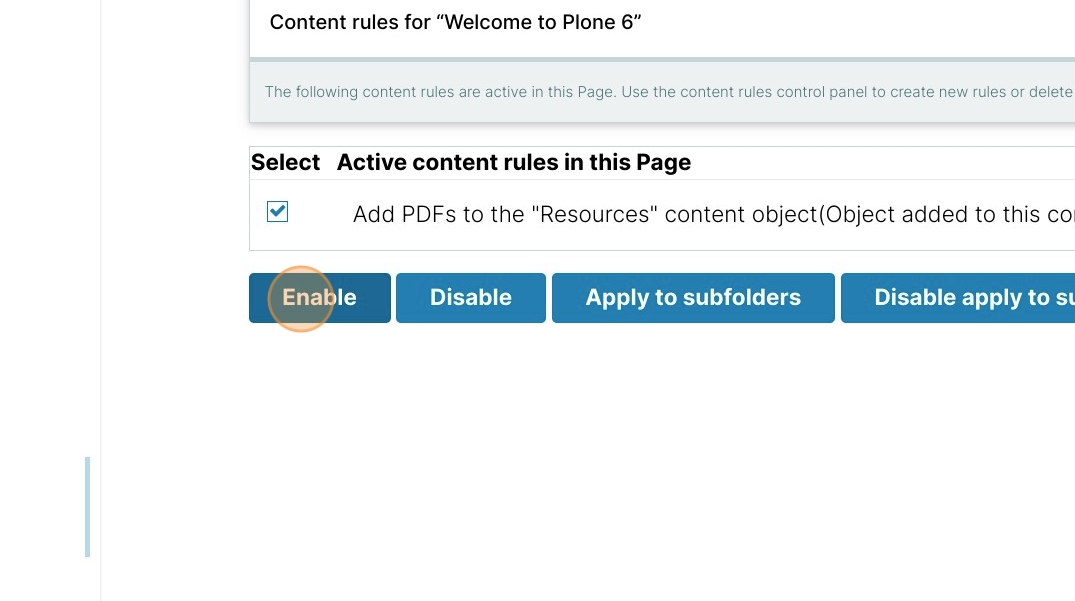 Content rules for “Welcome to Plone 6”
The following content rules are active in this Page. Use the content rules control panel to create new rules or delete
Select Active content rules in this Page
Add PDFs to the "Resources" content object(Object added to this
Enable Disable Apply to subfolders Disable apply to